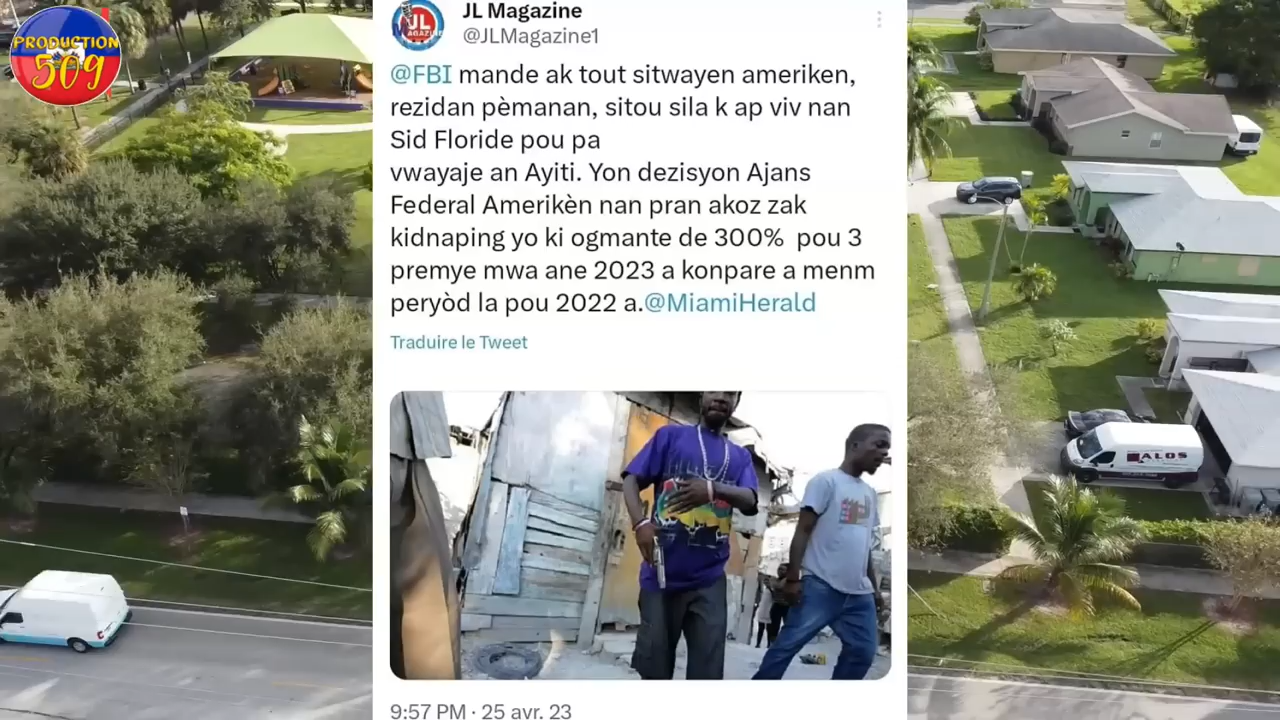 PRODUCTION
509
JL
AGAZINE
JL Magazine
@JLMagazine1
@FBI mande ak tout sitwayen ameriken,
rezidan pèmanan, sitou sila k ap viv nan
Sid Floride pou pa
vwayaje an Ayiti. Yon dezisyon Ajans
Federal Amerikèn nan pran akoz zak
kidnaping yo ki ogmante de 300% pou 3
premye mwa ane 2023 a konpare a menm
peryòd la pou 2022 a.@MiamiHerald
Traduire le Tweet
ALOS
9:57 PM · 25 avr. 23